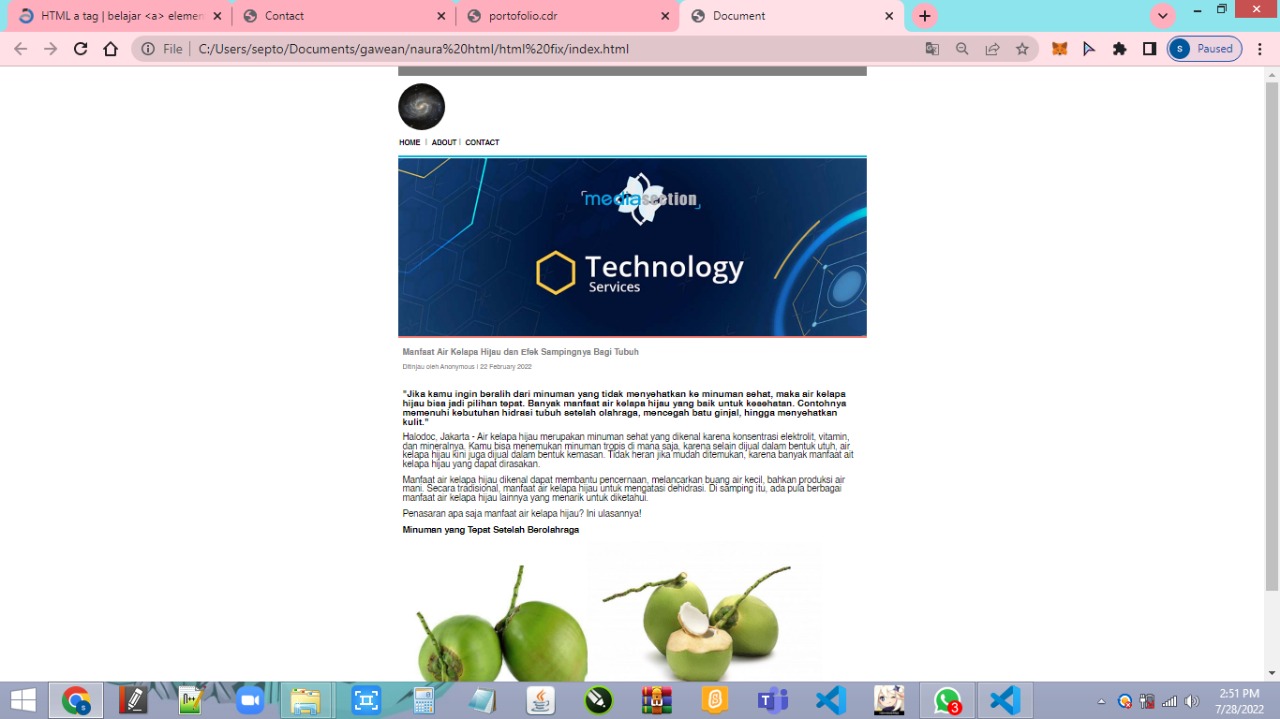 HTML a tag | belajar <a> elemen
Contact
portofolio.cdr
Document
File | C:/Users/septo/Documents/gawean/naura%20html/html%20fix/index.html
S Paused
HOME | ABOUT | CONTACT
mediasection
Technology
Services
Manfaat Air Kelapa Hijau dan Efek Sampingnya Bagi Tubuh
Ditinjau oleh Anonymous | 22 February 2022
"Jika kamu ingin beralih dari minuman yang tidak menyehatkan ke minuman sehat, maka air kelapa
hijau bisa jadi pilihan tepat. Banyak manfaat air kelapa hijau yang baik untuk kesehatan. Contohnya
memenuhi kebutuhan hidrasi tubuh setelah olahraga, mencegah batu ginjal, hingga menyehatkan
kulit."
Halodoc, Jakarta - Air kelapa hijau merupakan minuman sehat yang dikenal karena konsentrasi elektrolit, vitamin,
dan mineralnya. Kamu bisa menemukan minuman tropis di mana saja, karena selain dijual dalam bentuk utuh, air
kelapa hijau kini juga dijual dalam bentuk kemasan. Tidak heran jika mudah ditemukan, karena banyak manfaat ait
kelapa hijau yang dapat dirasakan.
Manfaat air kelapa hijau dikenal dapat membantu pencernaan, melancarkan buang air kecil, bahkan produksi air
mani. Secara tradisional, manfaat air kelapa hijau untuk mengatasi dehidrasi. Di samping itu, ada pula berbagai
manfaat air kelapa hijau lainnya yang menarik untuk diketahui.
Penasaran apa saja manfaat air kelapa hijau? Ini ulasannya!
Minuman yang Tepat Setelah Berolahraga
3
2:51 PM
7/28/2022